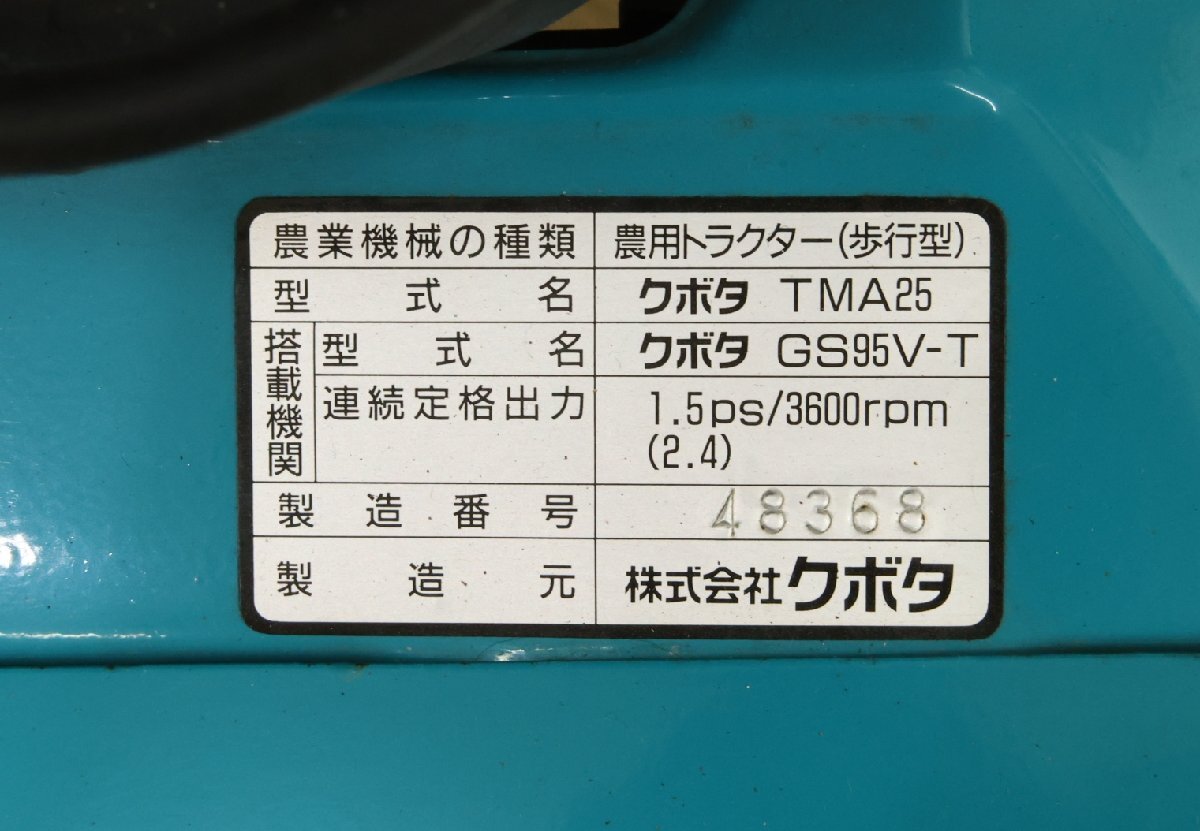 農業機械の種類 農用トラクター(歩行型)
型式名 クボタ TMA25
搭載機関
型式名 クボタ GS95V-T
連続定格出力 1.5ps/3600rpm
(2.4)
製造番号 48368
製造元 株式会社クボタ